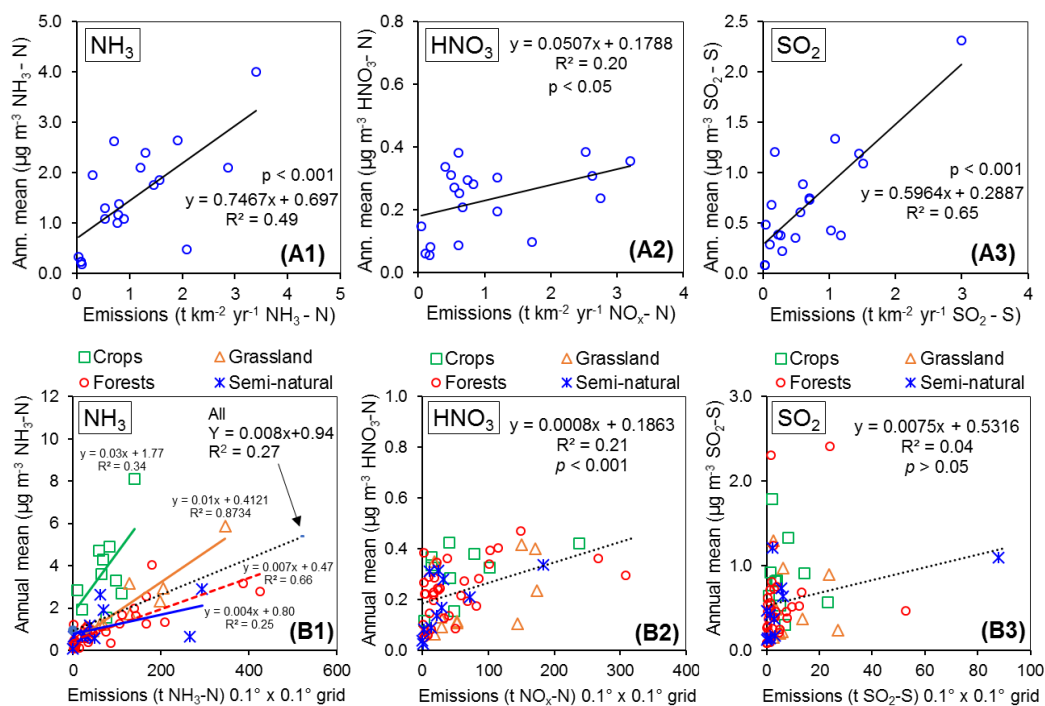 NH₃
5.0
4.0
3.0
2.0
1.0
0.0
Ann. mean (µg m⁻³ NH₃- N)
p < 0.001
y = 0.7467x + 0.697
R² = 0.49
(A1)
0 1 2 3 4 5
Emissions (t km⁻² yr⁻¹ NH₃ - N)
HNO₃
0.8
0.6
0.4
0.2
0.0
Ann. mean (µg m⁻³ HNO₃- N)
y = 0.0507x + 0.1788
R² = 0.20
p < 0.05
(A2)
0 1 2 3 4
Emissions (t km⁻² yr⁻¹ NOₓ- N)
SO₂
2.5
2.0
1.5
1.0
0.5
0.0
Ann. mean (µg m⁻³ SO₂ - S)
p < 0.001
y = 0.5964x + 0.2887
R² = 0.65
(A3)
0 1 2 3 4
Emissions (t km⁻² yr⁻¹ SO₂ - S)
Crops Grassland
Forests Semi-natural
NH₃
12
10
8
6
4
2
0
Annual mean (µg m⁻³ NH₃-N)
All
Y = 0.008x+0.94
R² = 0.27
y = 0.03x + 1.77
R² = 0.34
y = 0.01x + 0.4121
R² = 0.8734
y = 0.007x + 0.47
R² = 0.66
y = 0.004x + 0.80
R² = 0.25
(B1)
0 100 200 300 400 500 600
Emissions (t NH₃-N) 0.1° x 0.1° grid
Crops Grassland
Forests Semi-natural
HNO₃
1.0
0.8
0.6
0.4
0.2
0.0
Annual mean (µg m⁻³ HNO₃-N)
y = 0.0008x + 0.1863
R² = 0.21
p < 0.001
(B2)
0 100 200 300 400
Emissions (t NOₓ-N) 0.1° x 0.1° grid
Crops Grassland
Forests Semi-natural
SO₂
3.0
2.0
1.0
0.0
Annual mean (µg m⁻³ SO₂-S)
y = 0.0075x + 0.5316
R² = 0.04
p > 0.05
(B3)
0 20 40 60 80 100
Emissions (t SO₂-S) 0.1° x 0.1° grid